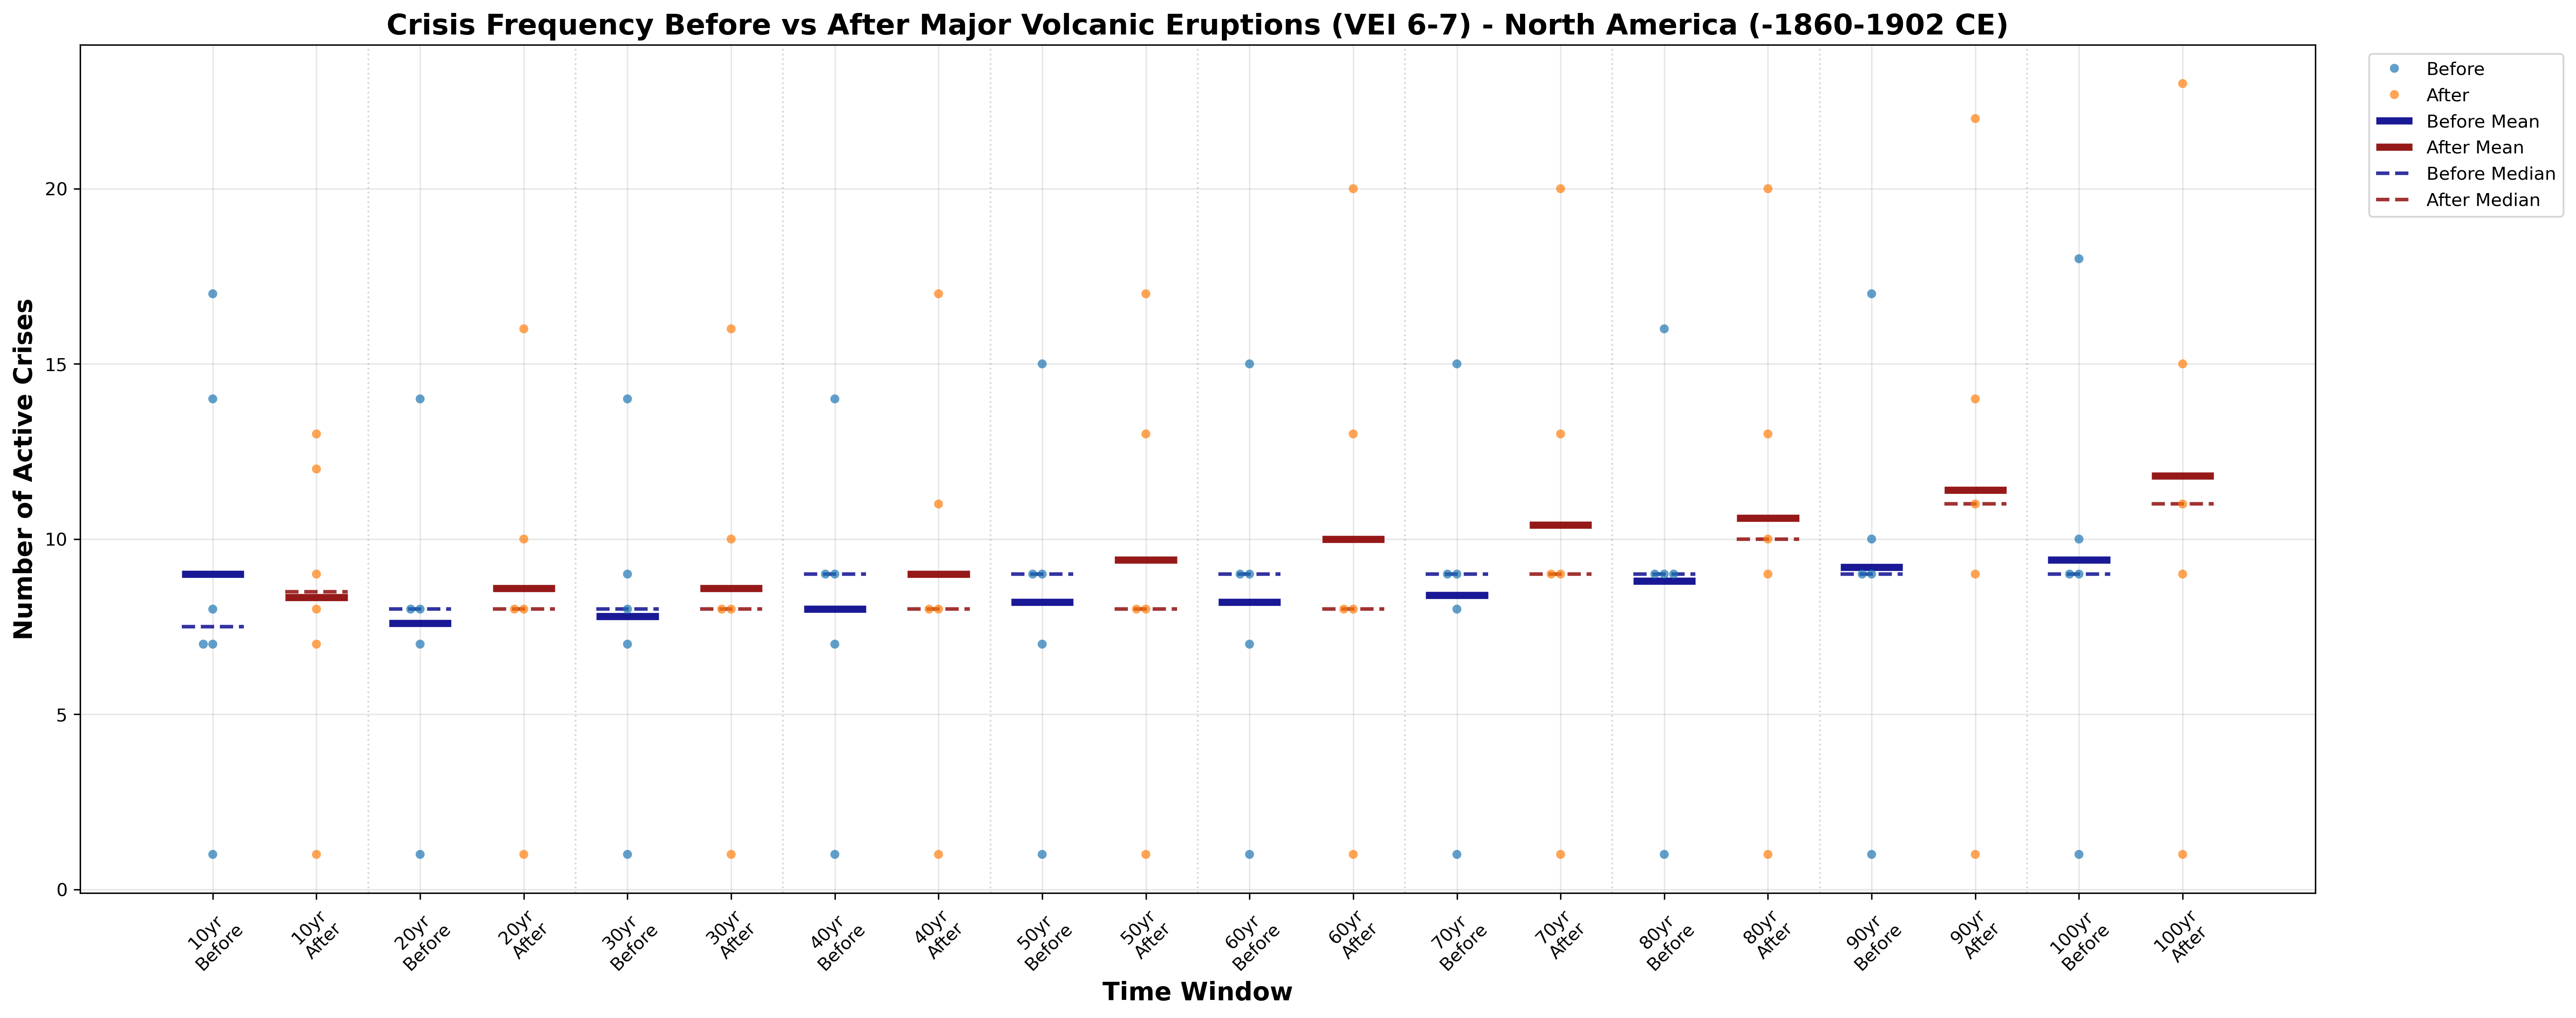 Crisis Frequency Before vs After Major Volcanic Eruptions (VEI 6-7) - North America (-1860-1902 CE)
Number of Active Crises
20
15
10
5
0
10yr
Before
10yr
After
20yr
Before
20yr
After
30yr
Before
30yr
After
40yr
Before
40yr
After
50yr
Before
50yr
After
60yr
Before
60yr
After
70yr
Before
70yr
After
80yr
Before
80yr
After
90yr
Before
90yr
After
100yr
Before
100yr
After
Time Window
Before
After
Before Mean
After Mean
Before Median
After Median